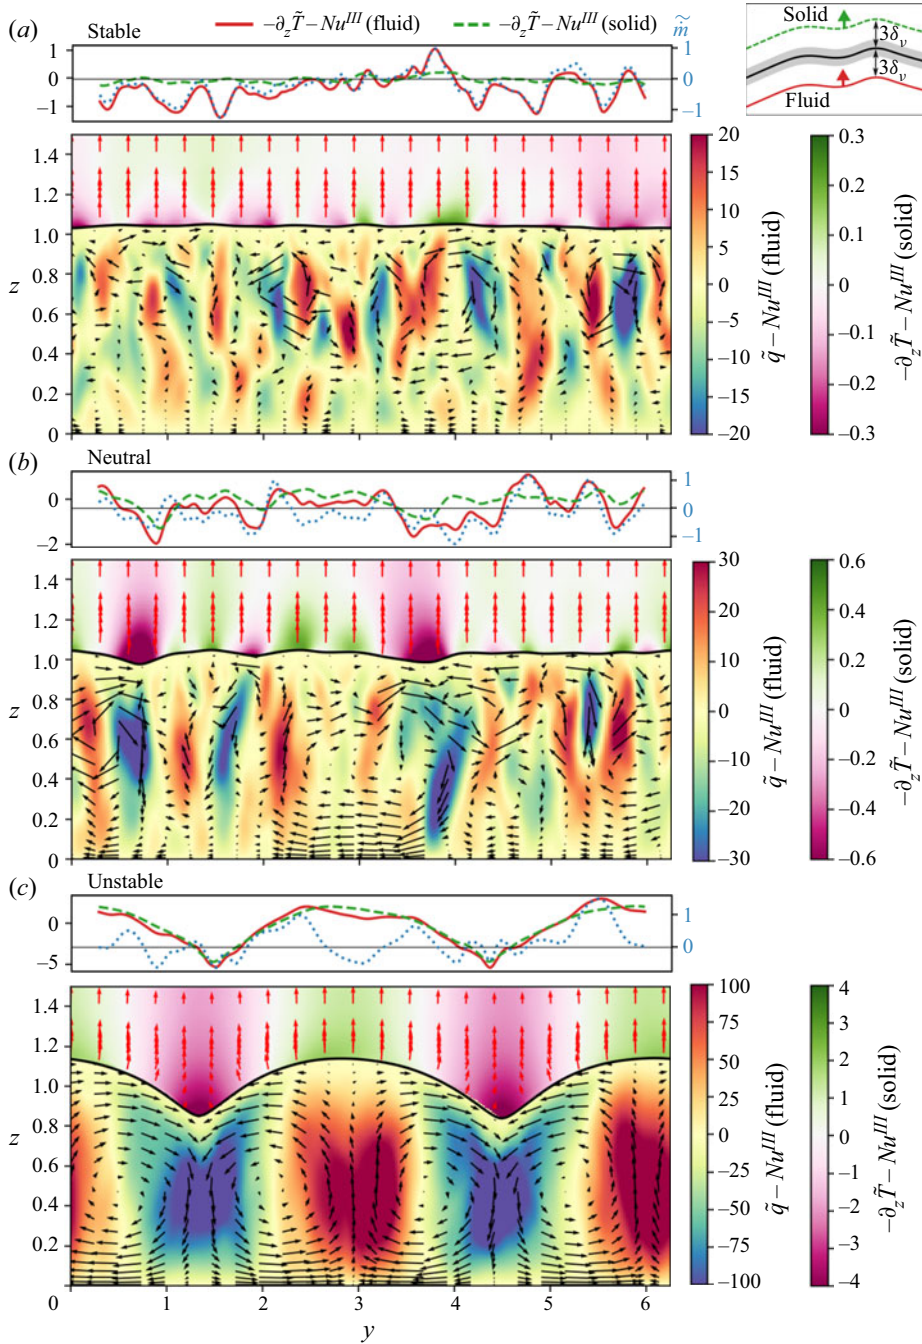 (a) Stable −∂zT̃ − Nu^III (fluid) −∂zT̃ − Nu^III (solid) ṁ̃
1 0 −1
1 0 −1
Solid
3δν
3δν
Fluid
1.4
1.2
1.0
0.8
z
0.6
0.4
0.2
0
0 1 2 3 4 5 6
20 15 10 5 0 −5 −10 −15 −20
q̃ − Nu^III (fluid)
0.3 0.2 0.1 0 −0.1 −0.2 −0.3
−∂zT̃ − Nu^III (solid)
(b) Neutral
0 −2
1 0 −1
1.4
1.2
1.0
0.8
z
0.6
0.4
0.2
0
30 20 10 0 −10 −20 −30
q̃ − Nu^III (fluid)
0.6 0.4 0.2 0 −0.2 −0.4 −0.6
−∂zT̃ − Nu^III (solid)
(c) Unstable
0 −5
1 0
1.4
1.2
1.0
0.8
z
0.6
0.4
0.2
0 1 2 3 4 5 6
y
100 75 50 25 0 −25 −50 −75 −100
q̃ − Nu^III (fluid)
4 3 2 1 0 −1 −2 −3 −4
−∂zT̃ − Nu^III (solid)